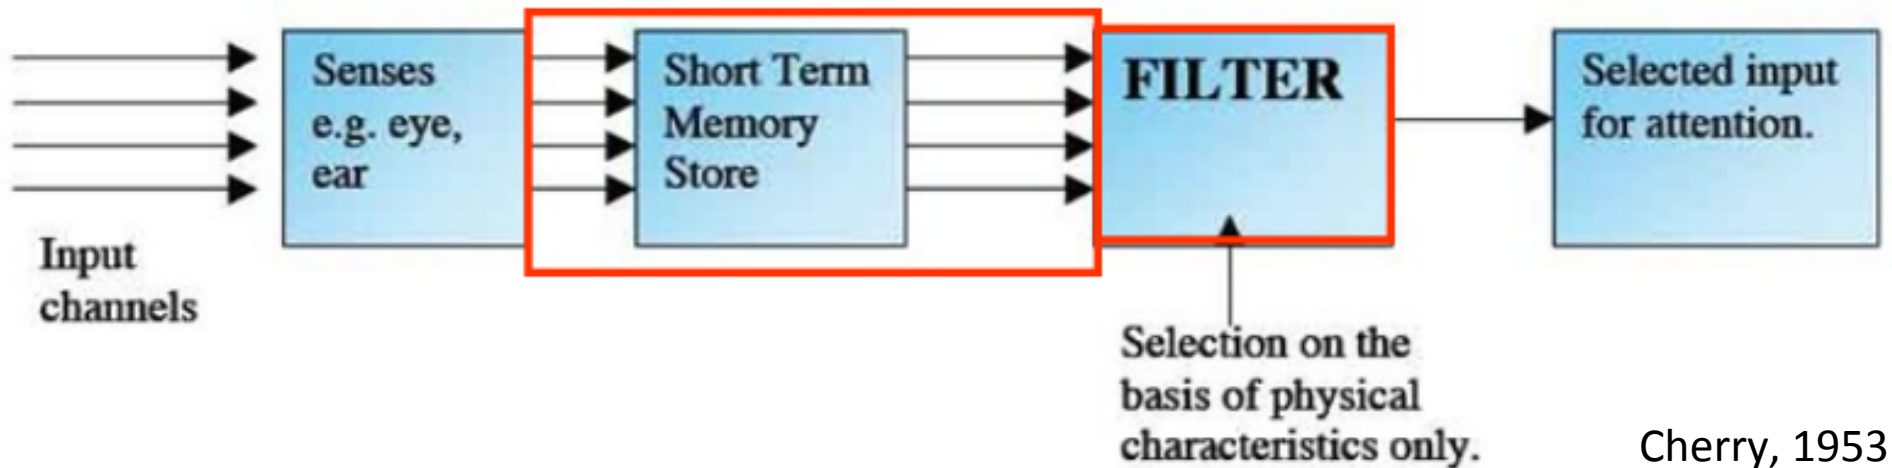 Senses
e.g. eye,
ear
Short Term
Memory
Store
FILTER
Selected input
for attention.
Input
channels
Selection on the
basis of physical
characteristics only.
Cherry, 1953